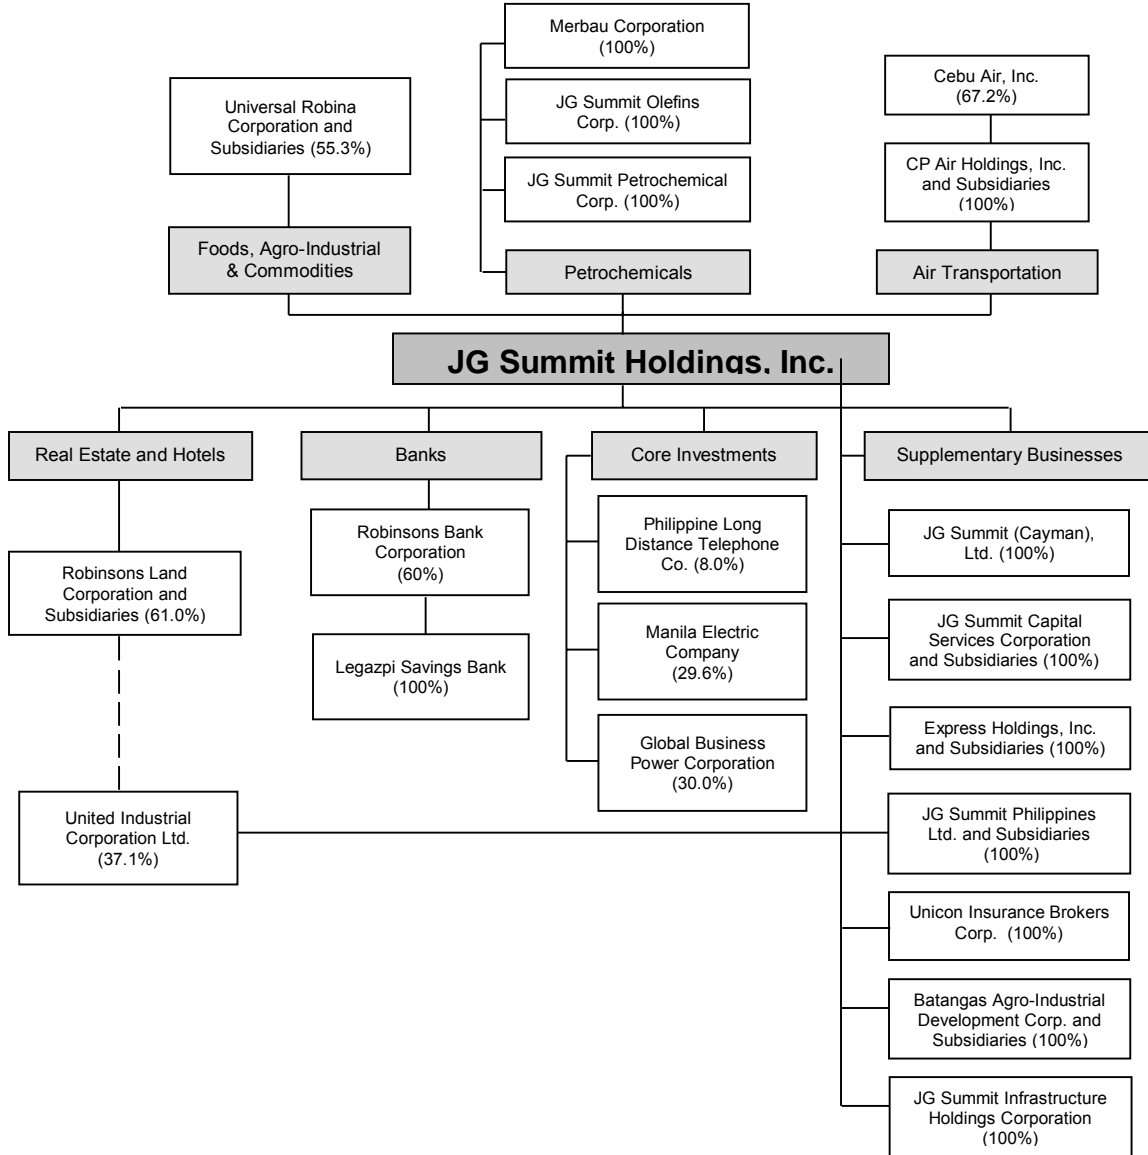 Merbau Corporation
(100%)
Cebu Air, Inc.
(67.2%)
Universal Robina
Corporation and
Subsidiaries (55.3%)
JG Summit Olefins
Corp. (100%)
CP Air Holdings, Inc.
and Subsidiaries
(100%)
JG Summit Petrochemical
Corp. (100%)
Foods, Agro-Industrial
& Commodities
Petrochemicals
Air Transportation
JG Summit Holdings, Inc.
Real Estate and Hotels
Banks
Core Investments
Supplementary Businesses
Robinsons Land
Corporation and
Subsidiaries (61.0%)
United Industrial
Corporation Ltd.
(37.1%)
Robinsons Bank
Corporation
(60%)
Legazpi Savings Bank
(100%)
Philippine Long
Distance Telephone
Co. (8.0%)
Manila Electric
Company
(29.6%)
Global Business
Power Corporation
(30.0%)
JG Summit (Cayman),
Ltd. (100%)
JG Summit Capital
Services Corporation
and Subsidiaries (100%)
Express Holdings, Inc.
and Subsidiaries (100%)
JG Summit Philippines
Ltd. and Subsidiaries
(100%)
Unicon Insurance Brokers
Corp. (100%)
Batangas Agro-Industrial
Development Corp. and
Subsidiaries (100%)
JG Summit Infrastructure
Holdings Corporation
(100%)